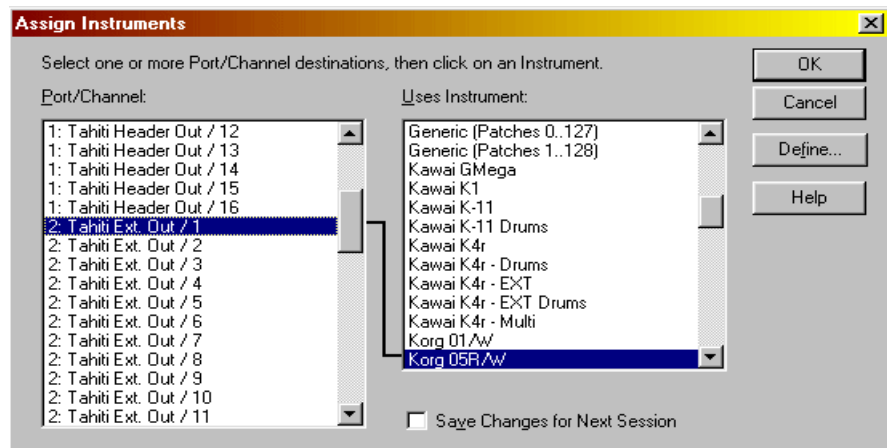 Assign Instruments
Select one or more Port/Channel destinations, then click on an Instrument.
Port/Channel:
1: Tahiti Header Out / 12
1: Tahiti Header Out / 13
1: Tahiti Header Out / 14
1: Tahiti Header Out / 15
1: Tahiti Header Out / 16
2: Tahiti Ext. Out / 1
2: Tahiti Ext. Out / 2
2: Tahiti Ext. Out / 3
2: Tahiti Ext. Out / 4
2: Tahiti Ext. Out / 5
2: Tahiti Ext. Out / 6
2: Tahiti Ext. Out / 7
2: Tahiti Ext. Out / 8
2: Tahiti Ext. Out / 9
2: Tahiti Ext. Out / 10
2: Tahiti Ext. Out / 11
Uses Instrument:
Generic (Patches 0..127)
Generic (Patches 1..128)
Kawai GMega
Kawai K1
Kawai K-11
Kawai K-11 Drums
Kawai K4r
Kawai K4r - Drums
Kawai K4r - EXT
Kawai K4r - EXT Drums
Kawai K4r - Multi
Korg 01/W
Korg 05R/W
Save Changes for Next Session
OK
Cancel
Define...
Help